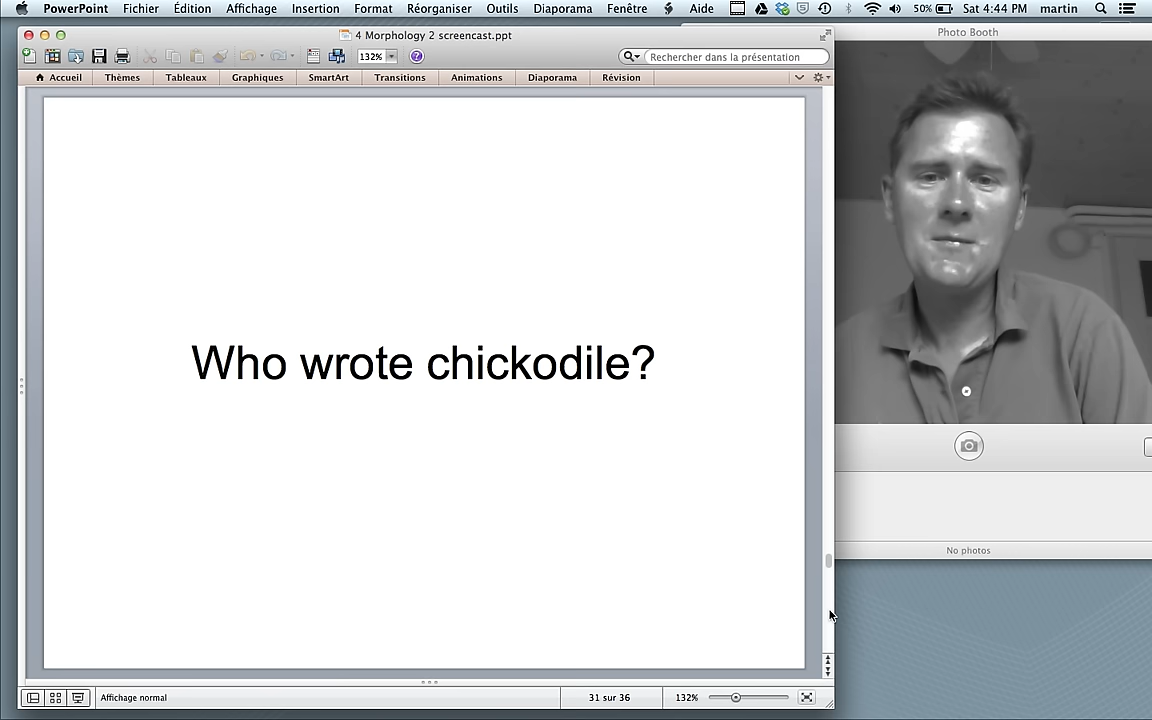 PowerPoint Fichier Édition Affichage Insertion Format Réorganiser Outils Diaporama Fenêtre Aide 50% Sat 4:44 PM martin
4 Morphology 2 screencast.ppt
Photo Booth
132% Rechercher dans la présentation
Accueil Thèmes Tableaux Graphiques SmartArt Transitions Animations Diaporama Révision
Who wrote chickodile?
No photos
Affichage normal 31 sur 36 132%